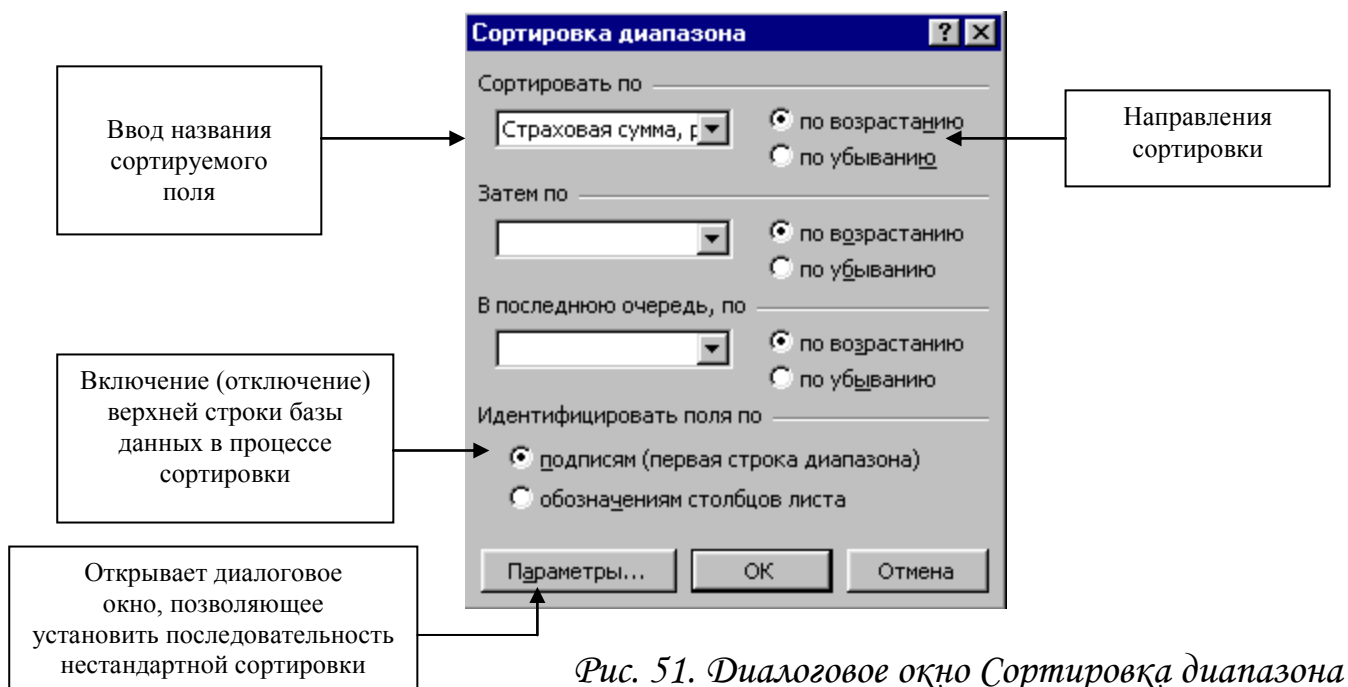 Сортировка диапазона
Сортировать по
Ввод названия
сортируемого
поля
Страховая сумма, р
по возрастанию
по убыванию
Направления
сортировки
Затем по
по возрастанию
по убыванию
В последнюю очередь, по
по возрастанию
по убыванию
Включение (отключение)
верхней строки базы
данных в процессе
сортировки
Идентифицировать поля по
подписям (первая строка диапазона)
обозначениям столбцов листа
Параметры... ОК Отмена
Открывает диалоговое
окно, позволяющее
установить последовательность
нестандартной сортировки
Рис. 51. Диалоговое окно Сортировка диапазона